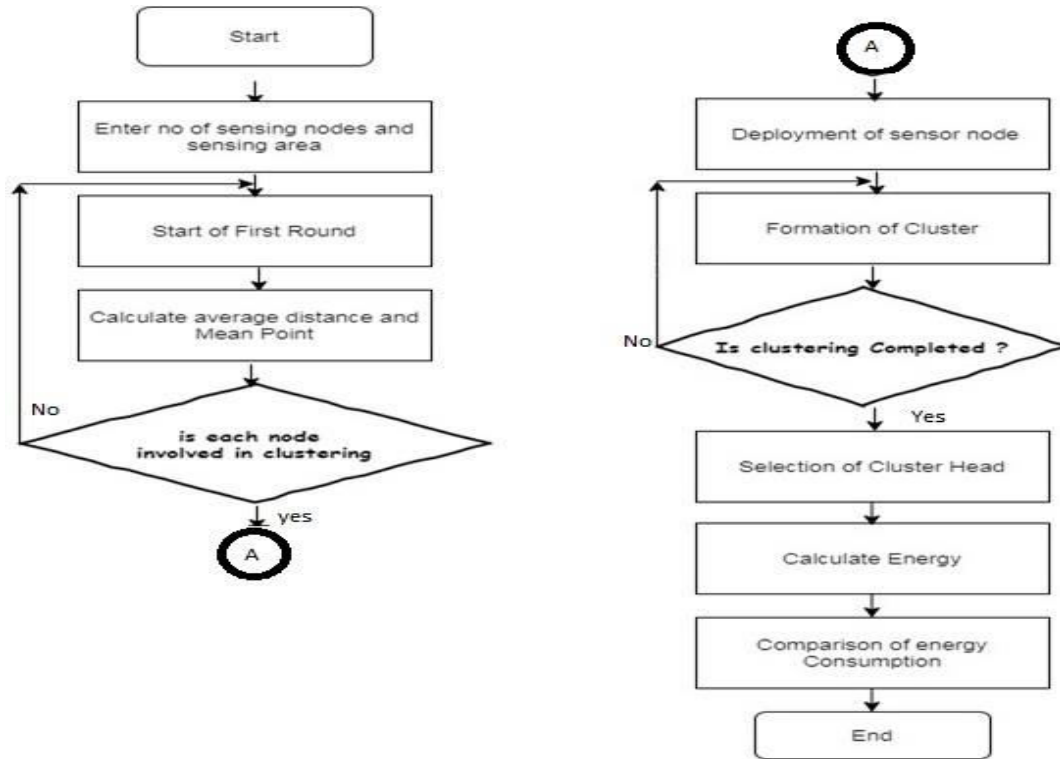 Start
Enter no of sensing nodes and
sensing area
Start of First Round
Calculate average distance and
Mean Point
No
is each node
involved in clustering
yes
A
A
Deployment of sensor node
Formation of Cluster
No
Is clustering Completed ?
Yes
Selection of Cluster Head
Calculate Energy
Comparison of energy
Consumption
End